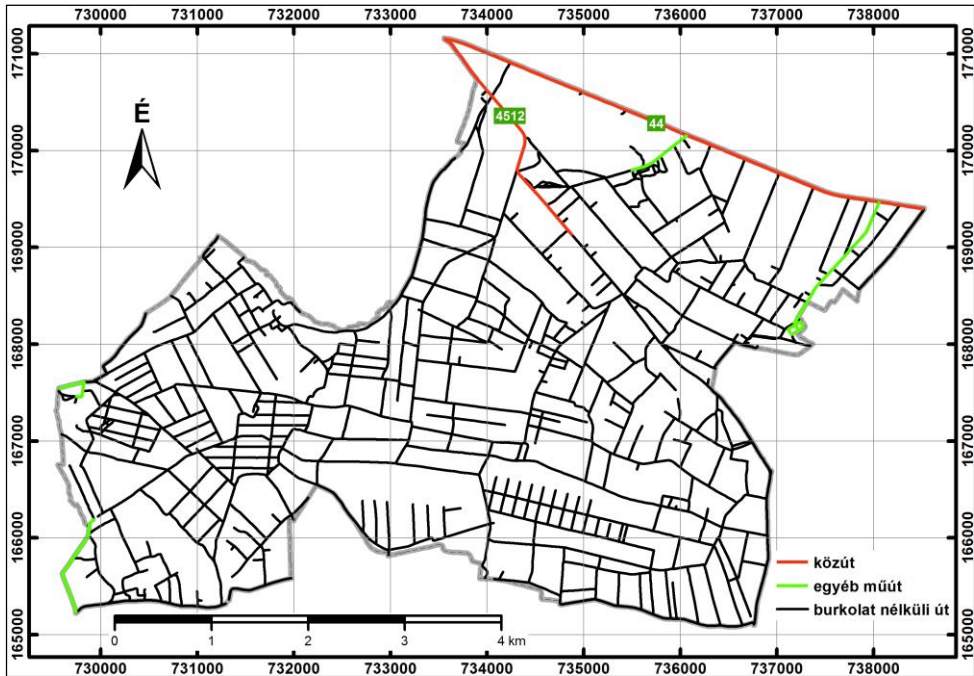 730000 731000 732000 733000 734000 735000 736000 737000 738000
171000 171000
É
4512
44
170000 170000
169000 169000
168000 168000
167000 167000
166000 166000
közút
egyéb műút
burkolat nélküli út
165000 165000
0 1 2 3 4 km
730000 731000 732000 733000 734000 735000 736000 737000 738000